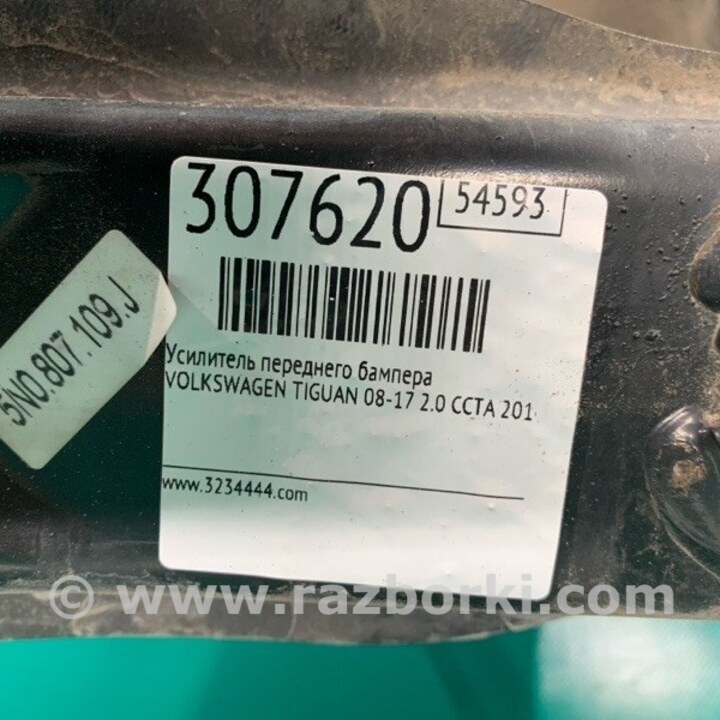 307620
54593
5N0.807.109.J
Усилитель переднего бампера
VOLKSWAGEN TIGUAN 08-17 2.0 CCTA 201
www.3234444.com
© www.razborki.com